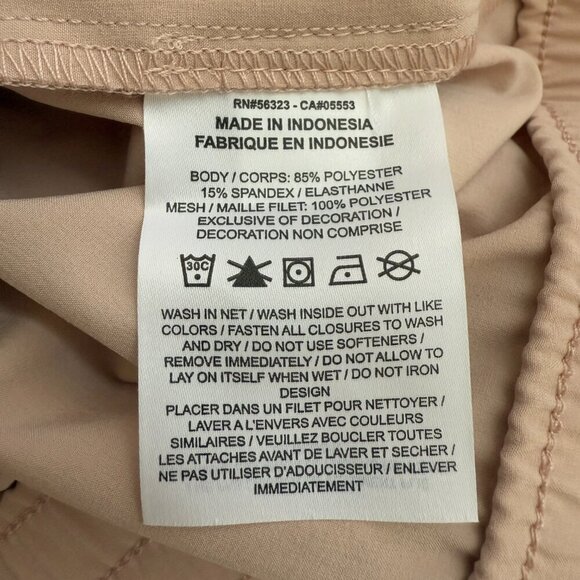 RN#56323 - CA#05553
MADE IN INDONESIA
FABRIQUE EN INDONESIE
BODY / CORPS: 85% POLYESTER
15% SPANDEX / ELASTHANNE
MESH / MAILLE FILET: 100% POLYESTER
EXCLUSIVE OF DECORATION /
DECORATION NON COMPRISE
30C
WASH IN NET / WASH INSIDE OUT WITH LIKE
COLORS / FASTEN ALL CLOSURES TO WASH
AND DRY / DO NOT USE SOFTENERS /
REMOVE IMMEDIATELY / DO NOT ALLOW TO
LAY ON ITSELF WHEN WET / DO NOT IRON
DESIGN
PLACER DANS UN FILET POUR NETTOYER /
LAVER A L'ENVERS AVEC COULEURS
SIMILAIRES / VEUILLEZ BOUCLER TOUTES
LES ATTACHES AVANT DE LAVER ET SECHER /
NE PAS UTILISER D'ADOUCISSEUR / ENLEVER
IMMEDIATEMENT